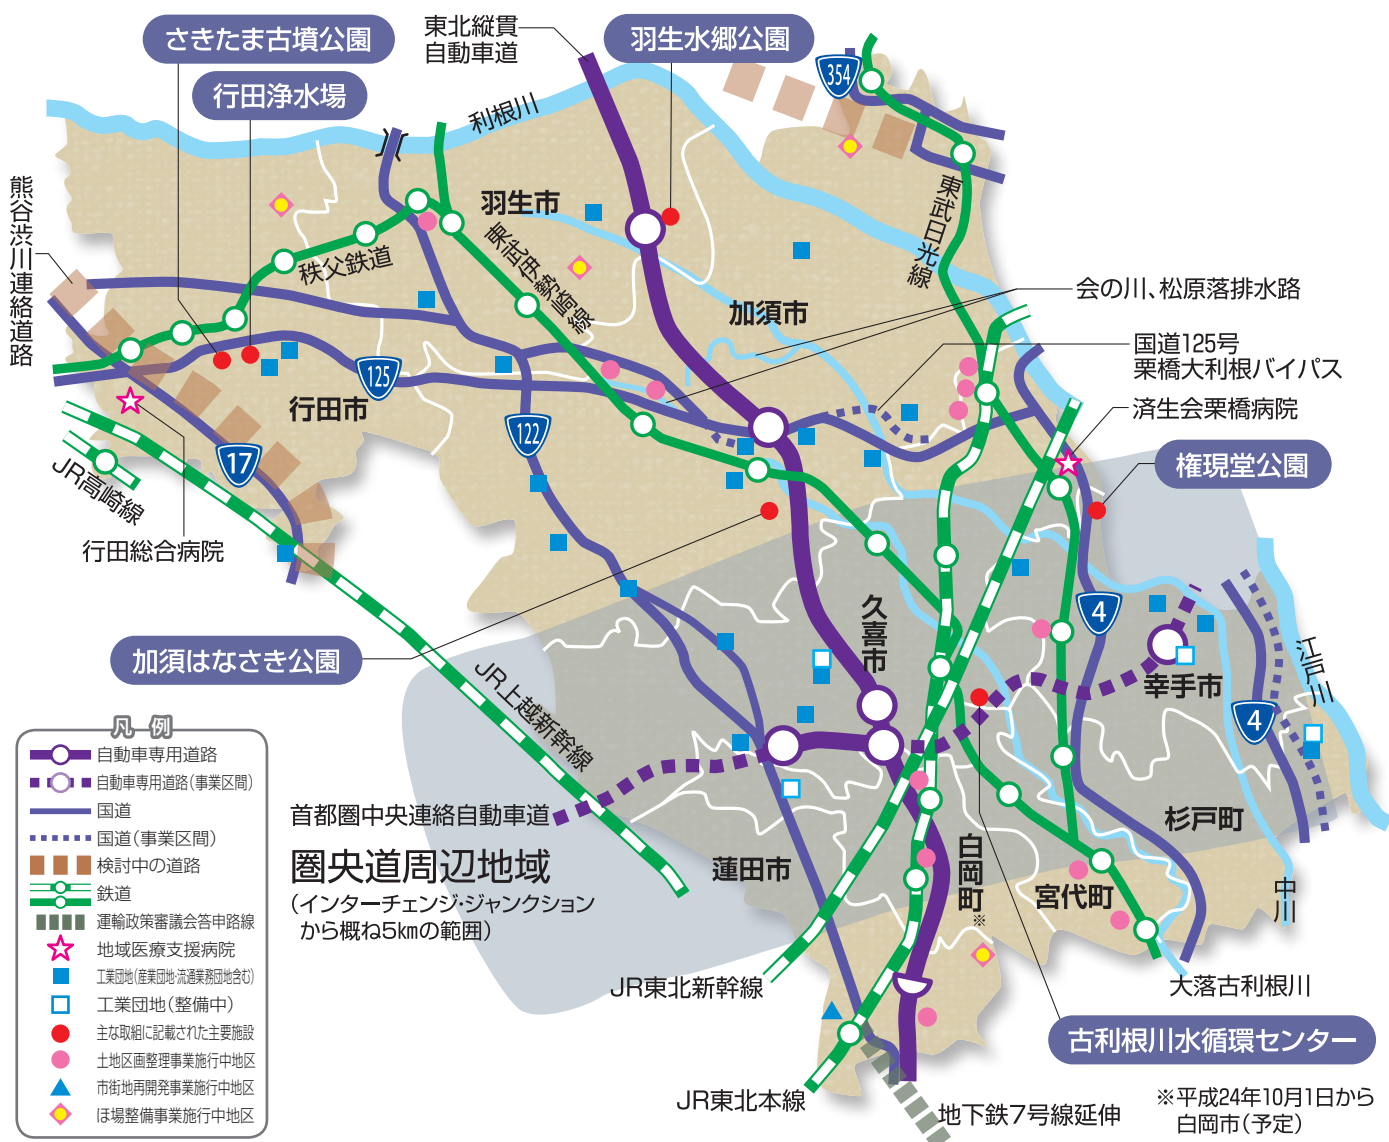 さきたま古墳公園
行田浄水場
東北縦貫
自動車道
羽生水郷公園
354
利根川
熊谷渋川連絡道路
羽生市
秩父鉄道
東武伊勢崎線
東武日光線
加須市
会の川、松原落排水路
国道125号
栗橋大利根バイパス
済生会栗橋病院
権現堂公園
125
行田市
122
17
JR高崎線
行田総合病院
久喜市
4
幸手市
江戸川
4
加須はなさき公園
JR上越新幹線
首都圏中央連絡自動車道
圏央道周辺地域
(インターチェンジ・ジャンクション
から概ね5kmの範囲)
蓮田市
白岡町
※
杉戸町
宮代町
中川
JR東北新幹線
大落古利根川
古利根川水循環センター
JR東北本線
地下鉄7号線延伸
※平成24年10月1日から
白岡市(予定)
凡例
自動車専用道路
自動車専用道路(事業区間)
国道
国道(事業区間)
検討中の道路
鉄道
運輸政策審議会答申路線
地域医療支援病院
工業団地(産業団地・流通業務団地含む)
工業団地(整備中)
主な取組に記載された主要施設
土地区画整理事業施行中地区
市街地再開発事業施行中地区
ほ場整備事業施行中地区